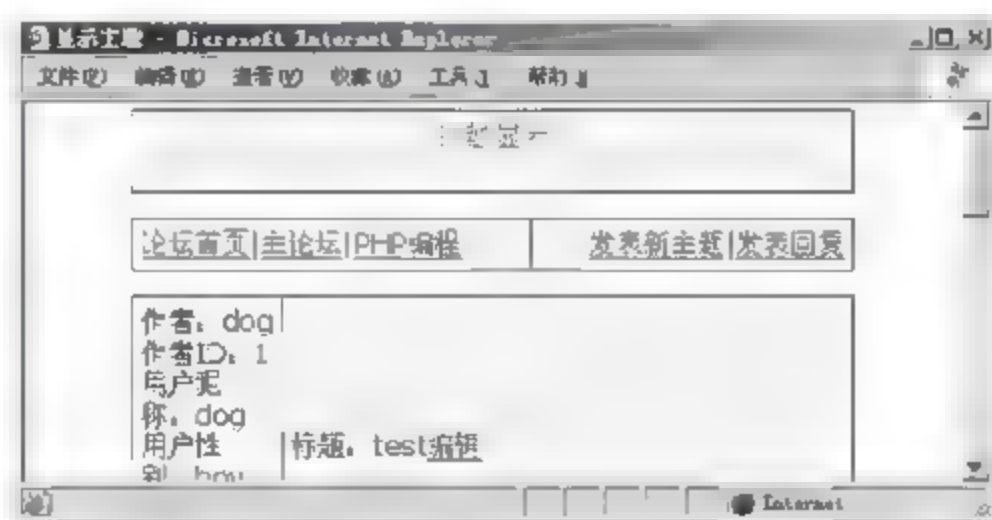 显示主题 - Microsoft Internet Explorer
文件(F) 编辑(E) 查看(V) 收藏(A) 工具 帮助
论坛首页|主论坛|PHP编程 发表新主题|发表回复
作者：dog
作者ID：1
用户昵
称：dog
用户性 标题：test编辑
别：boy
Internet